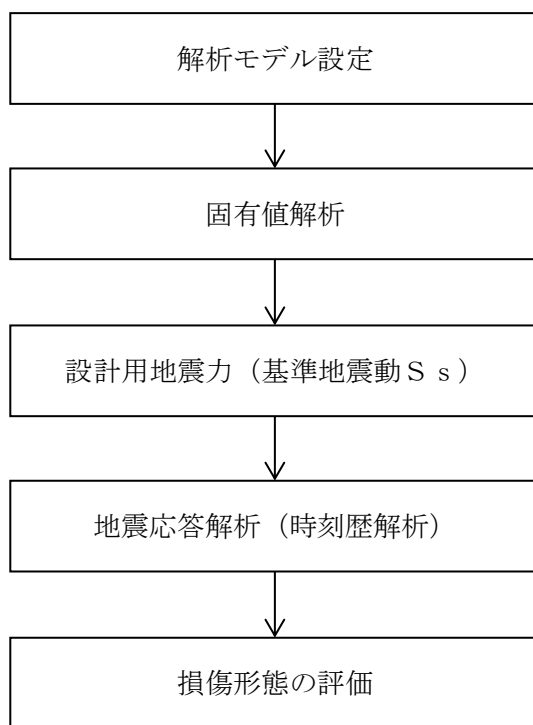 解析モデル設定
固有値解析
設計用地震力（基準地震動Ｓｓ）
地震応答解析（時刻歴解析）
損傷形態の評価